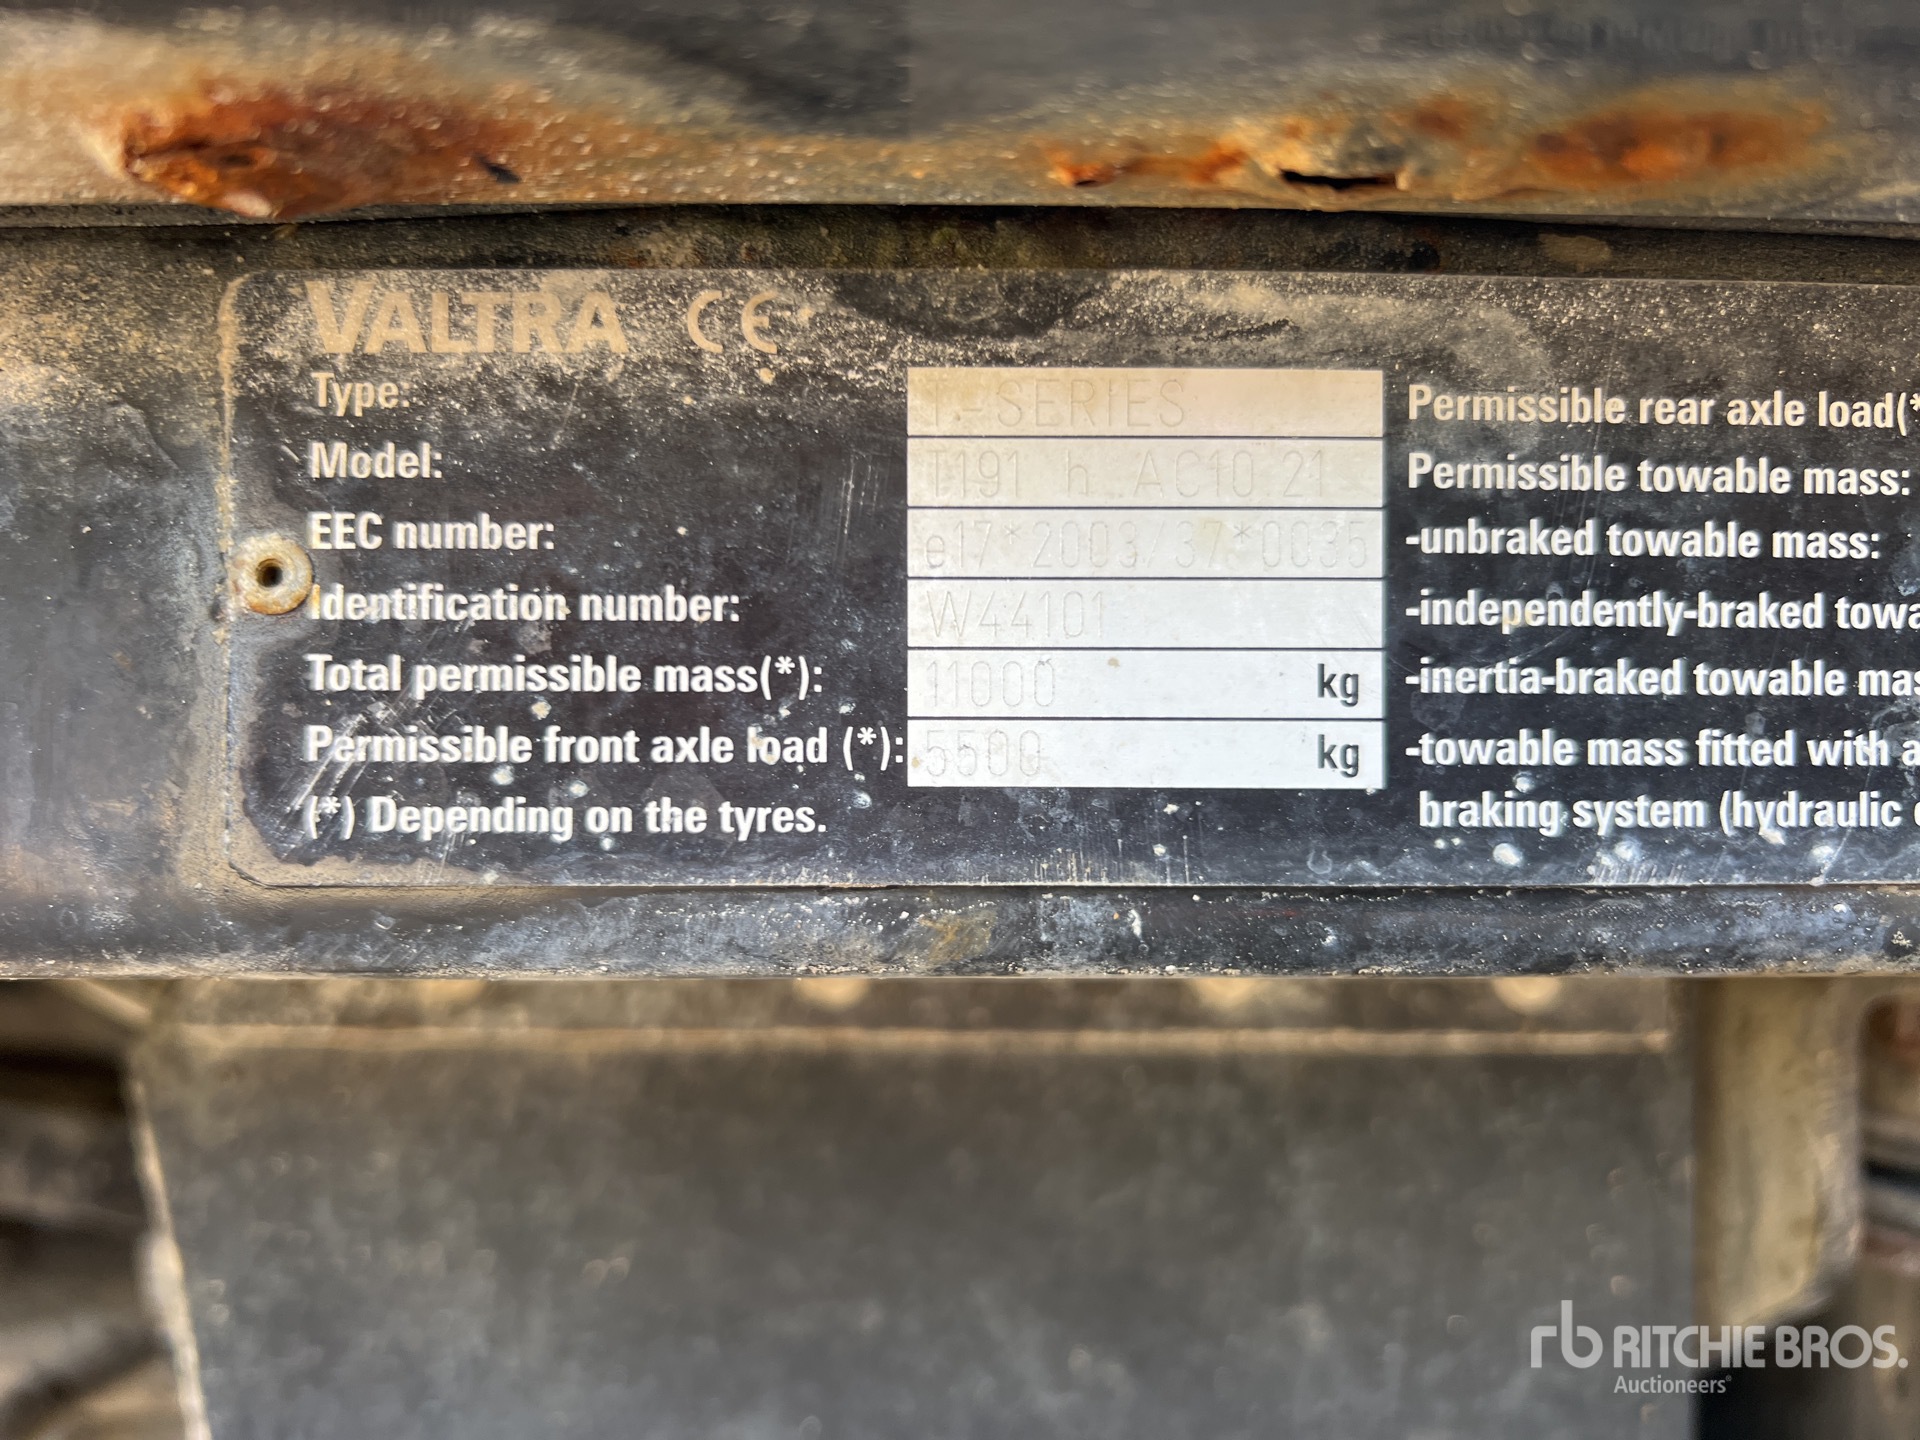 VALTRA CE
Type: T-SERIES
Model: T191 h AC10.21
EEC number: e17*2003/37*0035
Identification number: W44101
Total permissible mass(*): 11000 kg
Permissible front axle load (*): 5500 kg
(*) Depending on the tyres.
Permissible rear axle load(*
Permissible towable mass:
-unbraked towable mass:
-independently-braked towa
-inertia-braked towable mas
-towable mass fitted with a
braking system (hydraulic
rb RITCHIE BROS.
Auctioneers